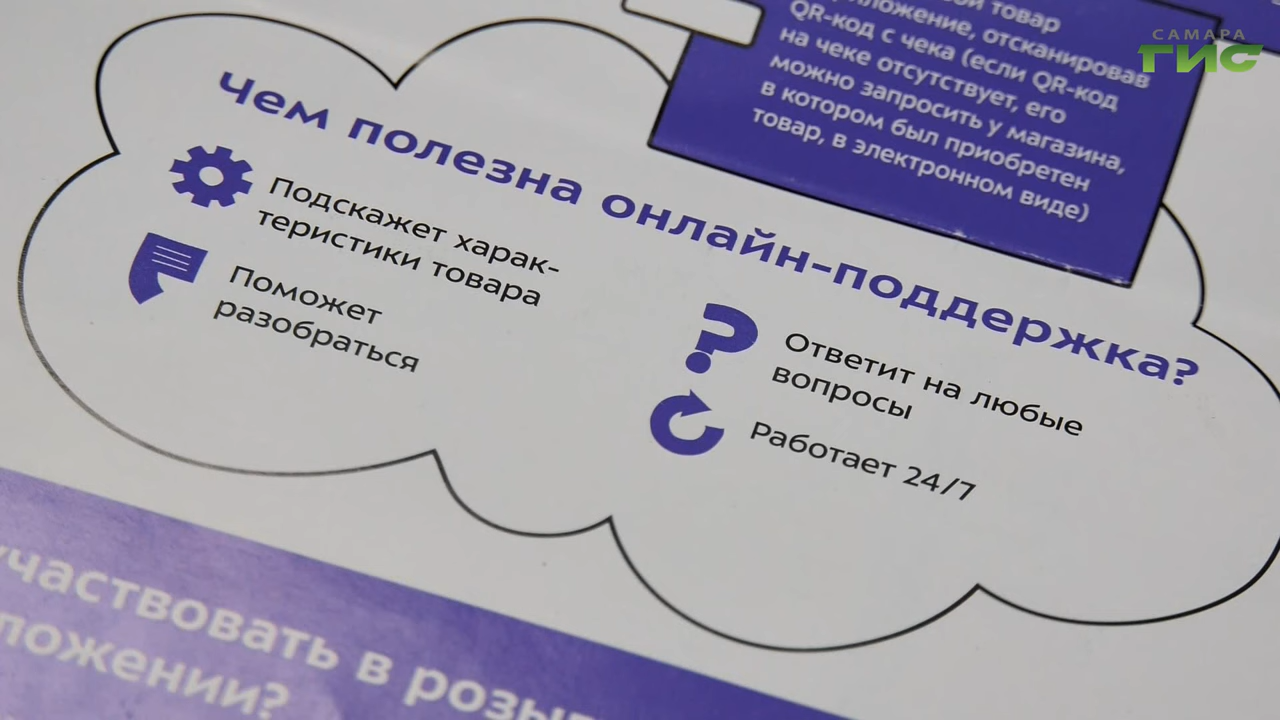 товар
отсканировав
QR-код с чека (если QR-код
на чеке отсутствует, его
можно запросить у магазина,
в котором был приобретен
товар, в электронном виде)
САМАРА
ГИС
Чем полезна онлайн-поддержка?
Подскажет харак-
теристики товара
Поможет
разобраться
Ответит на любые
вопросы
Работает 24/7
участвовать в